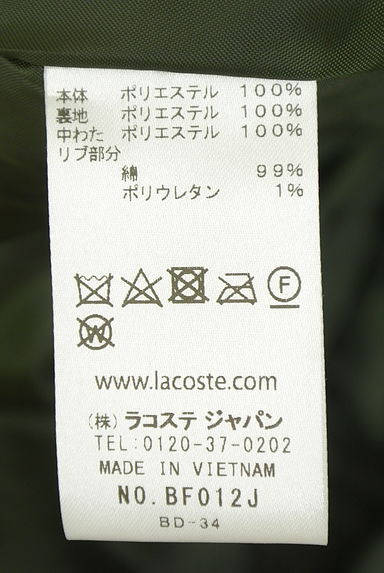 本体 ポリエステル 100%
裏地 ポリエステル 100%
中わた ポリエステル 100%
リブ部分
綿 99%
ポリウレタン 1%
F
W
www.lacoste.com
(株) ラコステ ジャパン
TEL:0120-37-0202
MADE IN VIETNAM
NO. BF012J
BD-34